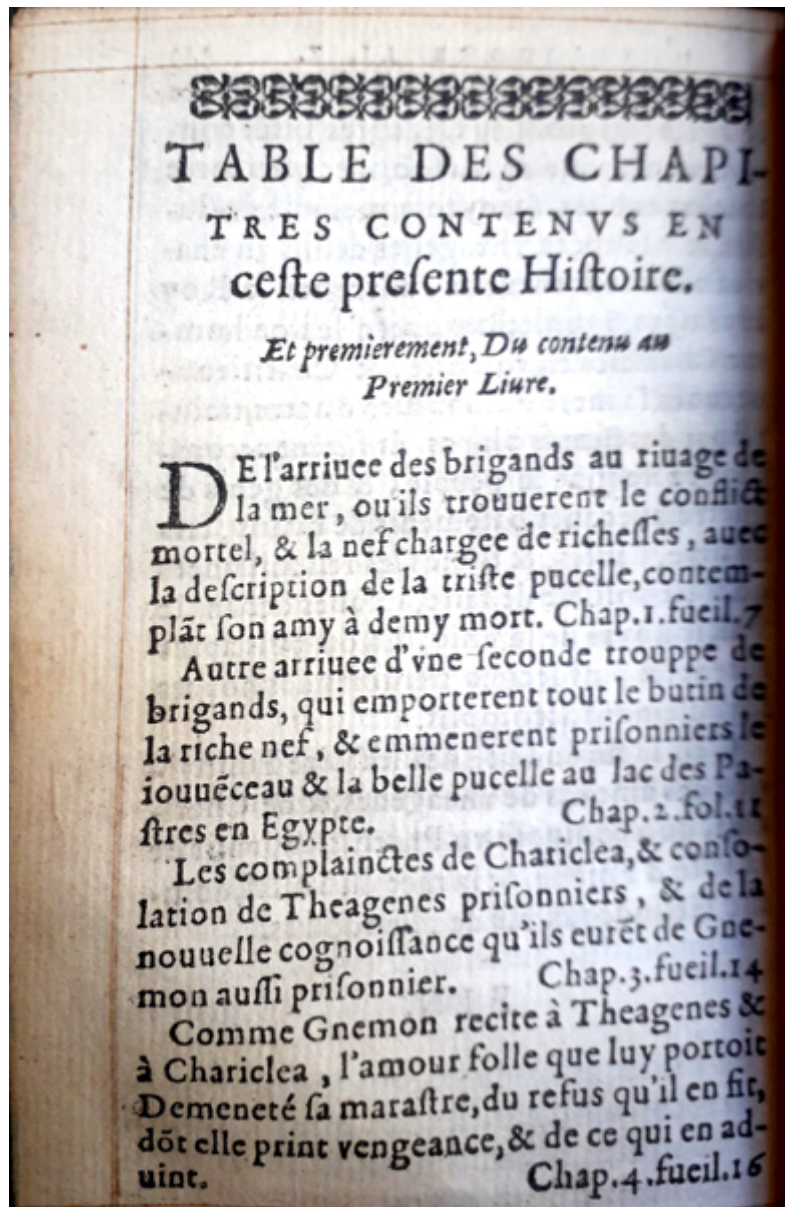 TABLE DES CHAPI-
TRES CONTENVS EN
ceſte preſente Hiſtoire.
Et premierement, Du contenu au
Premier Liure.
DE l'arriuee des brigands au riuage de
la mer, ou'ils trouuerent le conflict
mortel, & la nef chargee de richeſſes, auec
la deſcription de la triſte pucelle, contem-
plãt ſon amy à demy mort. Chap.1.fueil.7
Autre arriuee d'vne ſeconde trouppe de
brigands, qui emporterent tout le butin de
la riche nef, & emmenerent priſonniers le
iouuẽceau & la belle pucelle au lac des Pa-
ſtres en Egypte. Chap.2.fol.11
Les complainctes de Chariclea, & conſo-
lation de Theagenes priſonniers, & de la
nouuelle cognoiſſance qu'ils eurẽt de Gne-
mon auſſi priſonnier. Chap.3.fueil.14
Comme Gnemon recite à Theagenes &
à Chariclea, l'amour folle que luy portoit
Demeneté ſa maraſtre, du refus qu'il en fit,
dõt elle print vengeance, & de ce qui en ad-
uint. Chap.4.fueil.16